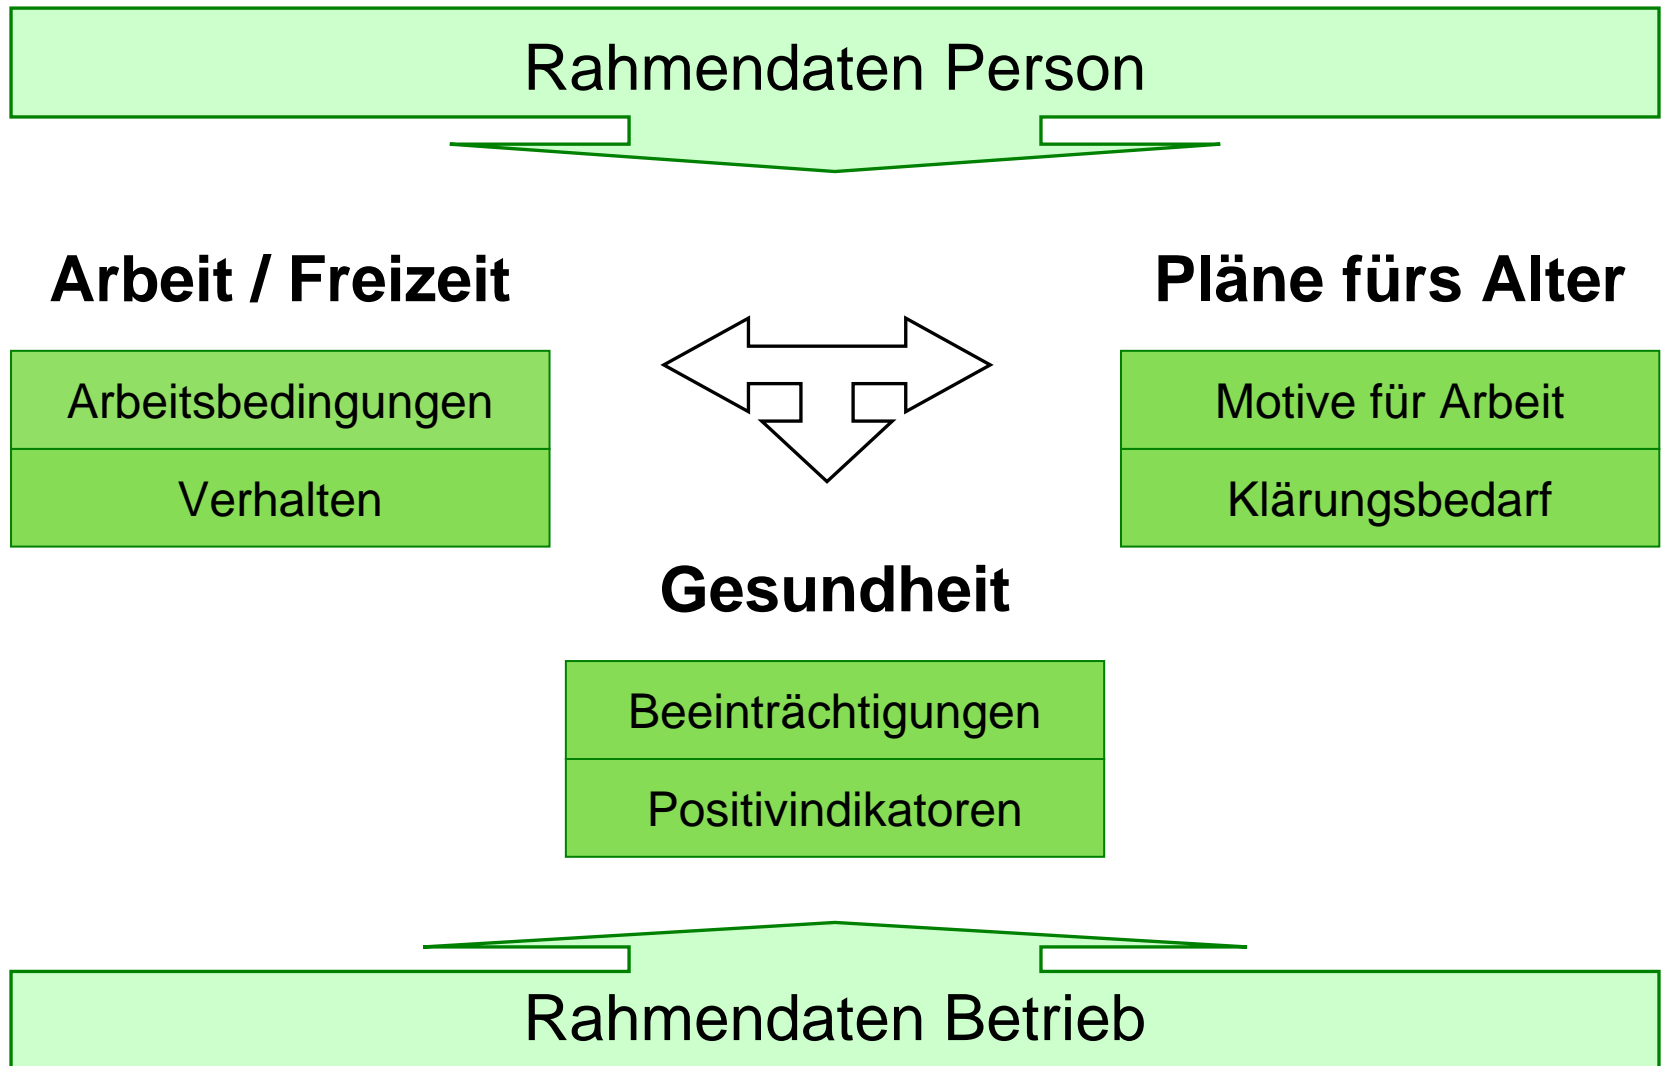 Rahmendaten Person
Arbeit / Freizeit
Arbeitsbedingungen
Verhalten
Pläne fürs Alter
Motive für Arbeit
Klärungsbedarf
Gesundheit
Beeinträchtigungen
Positivindikatoren
Rahmendaten Betrieb